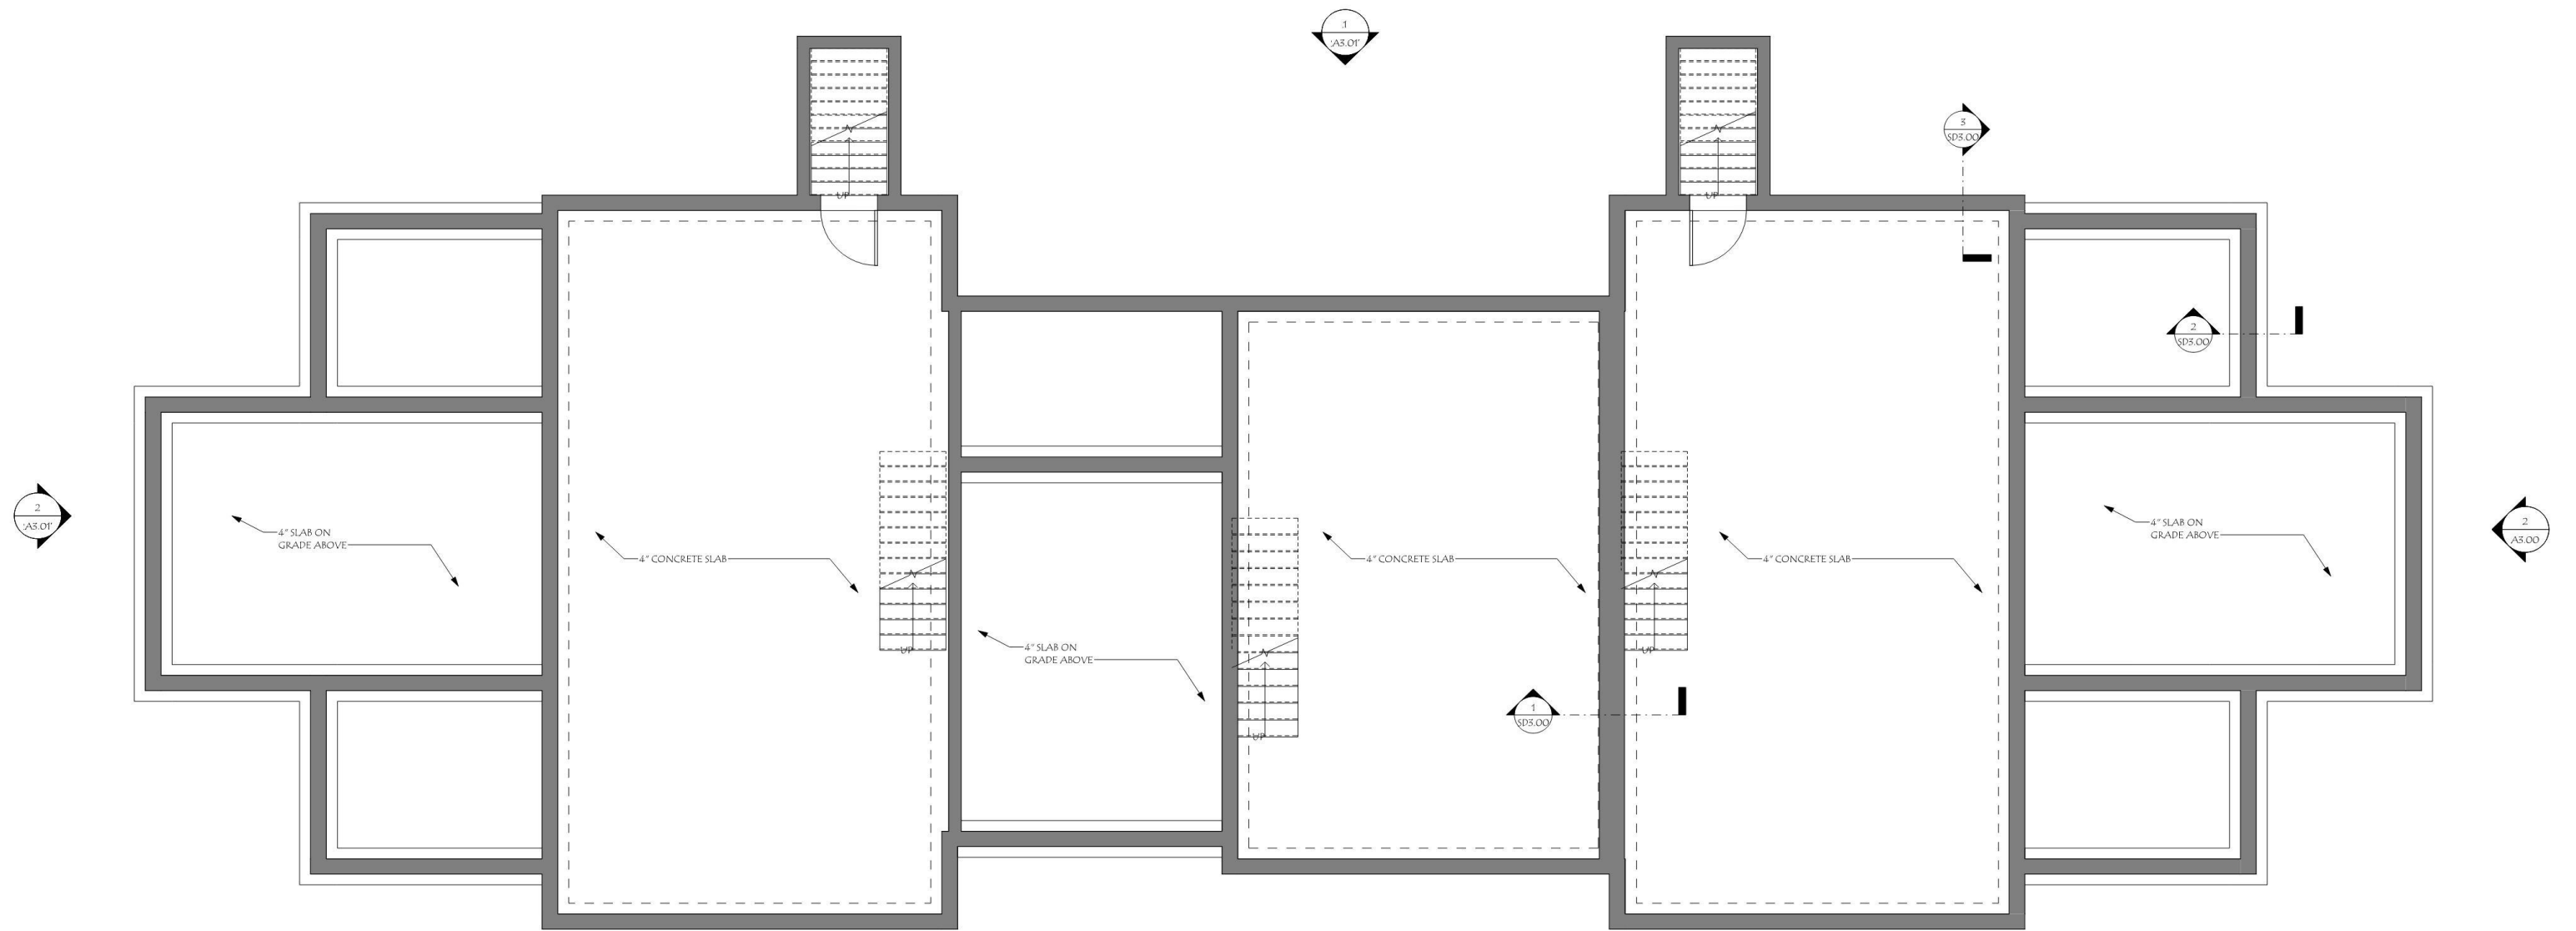 1
'A3.01'
3
SD3.00
UP
UP
2
SD3.00
2
'A3.01'
4" SLAB ON
GRADE ABOVE
4" CONCRETE SLAB
4" CONCRETE SLAB
4" CONCRETE SLAB
4" SLAB ON
GRADE ABOVE
2
A3.00
UP
4" SLAB ON
GRADE ABOVE
UP
UP
1
SD3.00